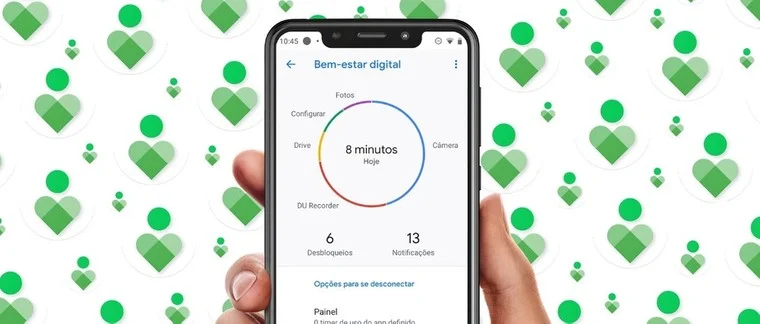 10:45
Bem-estar digital
Fotos
Configurar
Drive
Câmera
8 minutos
Hoje
DU Recorder
6
13
Desbloqueios
Notificações
Opções para se desconectar
Painel
0 timer de uso do app definido